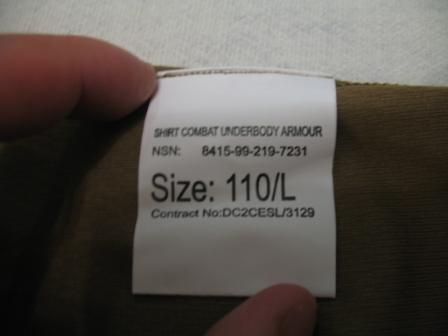 SHIRT COMBAT UNDERBODY ARMOUR
NSN: 8415-99-219-7231
Size: 110/L
Contract No:DC2CESL/3129